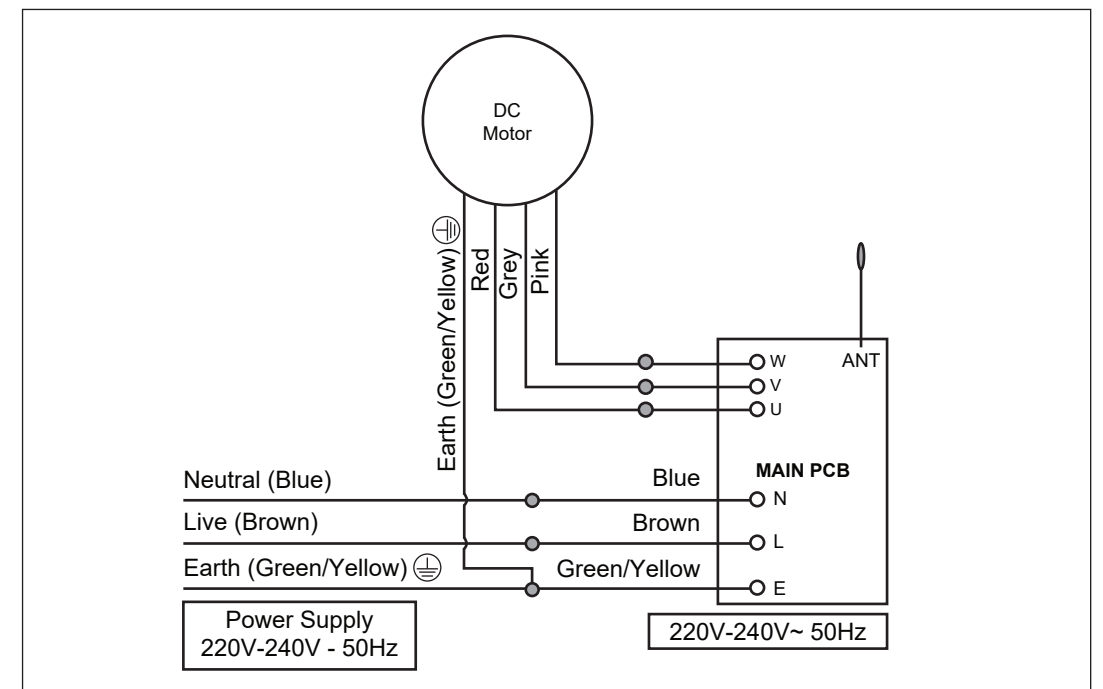 DC
Motor
Earth (Green/Yellow)
Red
Grey
Pink
W
ANT
V
U
MAIN PCB
Neutral (Blue)
Blue
N
Live (Brown)
Brown
L
Earth (Green/Yellow)
Green/Yellow
E
Power Supply
220V-240V - 50Hz
220V-240V~ 50Hz